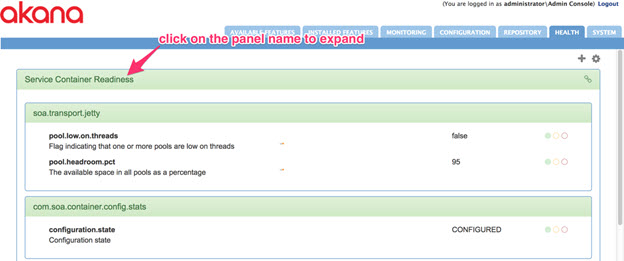 akana
(You are logged in as administrator\Admin Console) Logout
AVAILABLE FEATURES INSTALLED FEATURES MONITORING CONFIGURATION REPOSITORY HEALTH SYSTEM
click on the panel name to expand
Service Container Readiness
soa.transport.jetty
pool.low.on.threads false
Flag indicating that one or more pools are low on threads
pool.headroom.pct 95
The available space in all pools as a percentage
com.soa.container.config.stats
configuration.state CONFIGURED
Configuration state